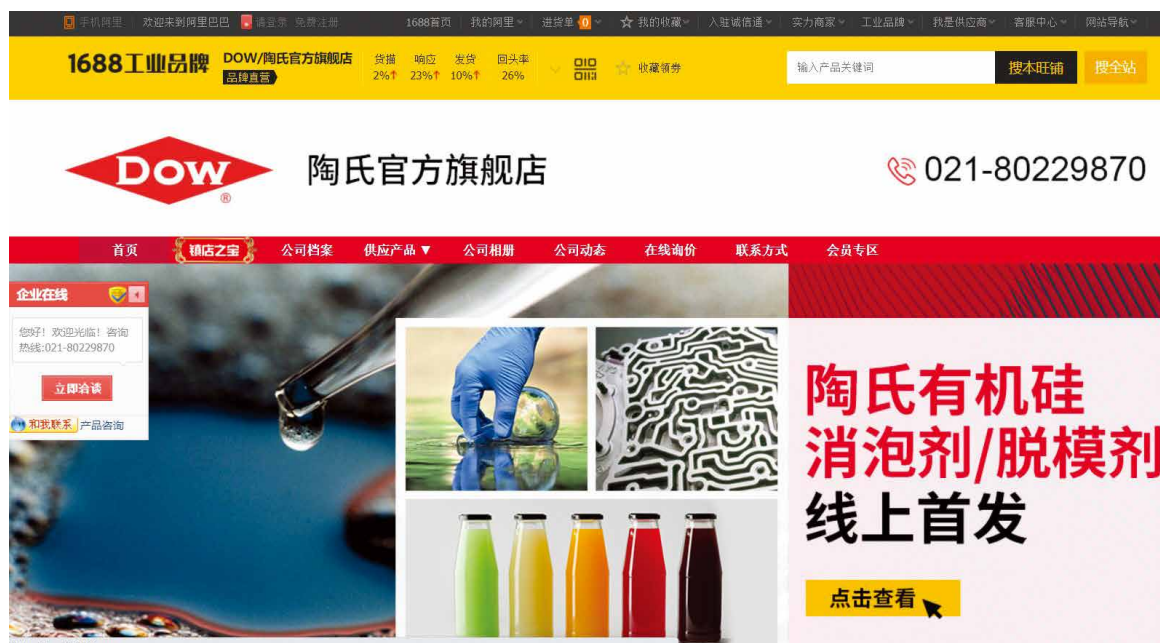 手机阿里 欢迎来到阿里巴巴 请登录 免费注册 1688首页 我的阿里 进货单 0 我的收藏 入驻诚信通 实力商家 工业品牌 我是供应商 客服中心 网站导航
1688工业品牌 DOW/陶氏官方旗舰店 货描 响应 发货 回头率
品牌直营 2%↑ 23%↑ 10%↑ 26%
收藏领券 输入产品关键词 搜本旺铺 搜全站
DOW® 陶氏官方旗舰店 021-80229870
首页 镇店之宝 公司档案 供应产品▼ 公司相册 公司动态 在线询价 联系方式 会员专区
企业在线
您好!欢迎光临!咨询
热线:021-80229870
立即洽谈
和我联系 产品咨询
陶氏有机硅
消泡剂/脱模剂
线上首发
点击查看